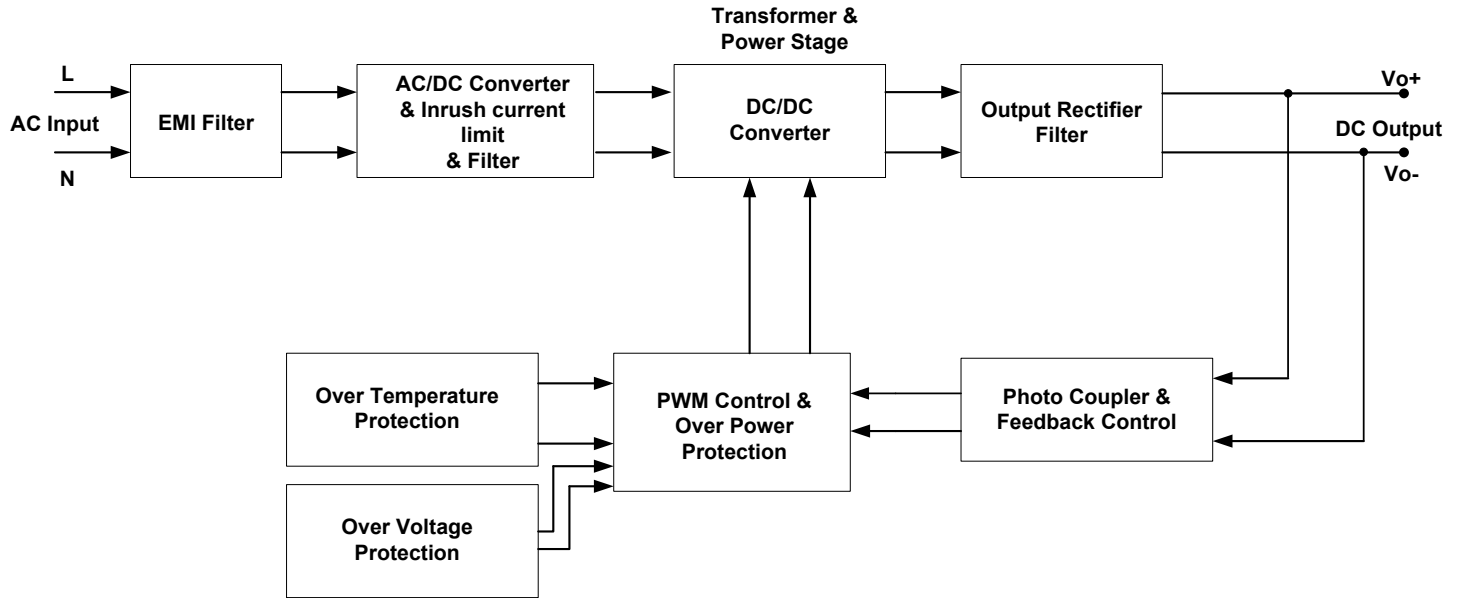 Transformer &
Power Stage
L
AC Input
N
EMI Filter
AC/DC Converter
& Inrush current
limit
& Filter
DC/DC
Converter
Output Rectifier
Filter
Vo+
DC Output
Vo-
Over Temperature
Protection
PWM Control &
Over Power
Protection
Photo Coupler &
Feedback Control
Over Voltage
Protection